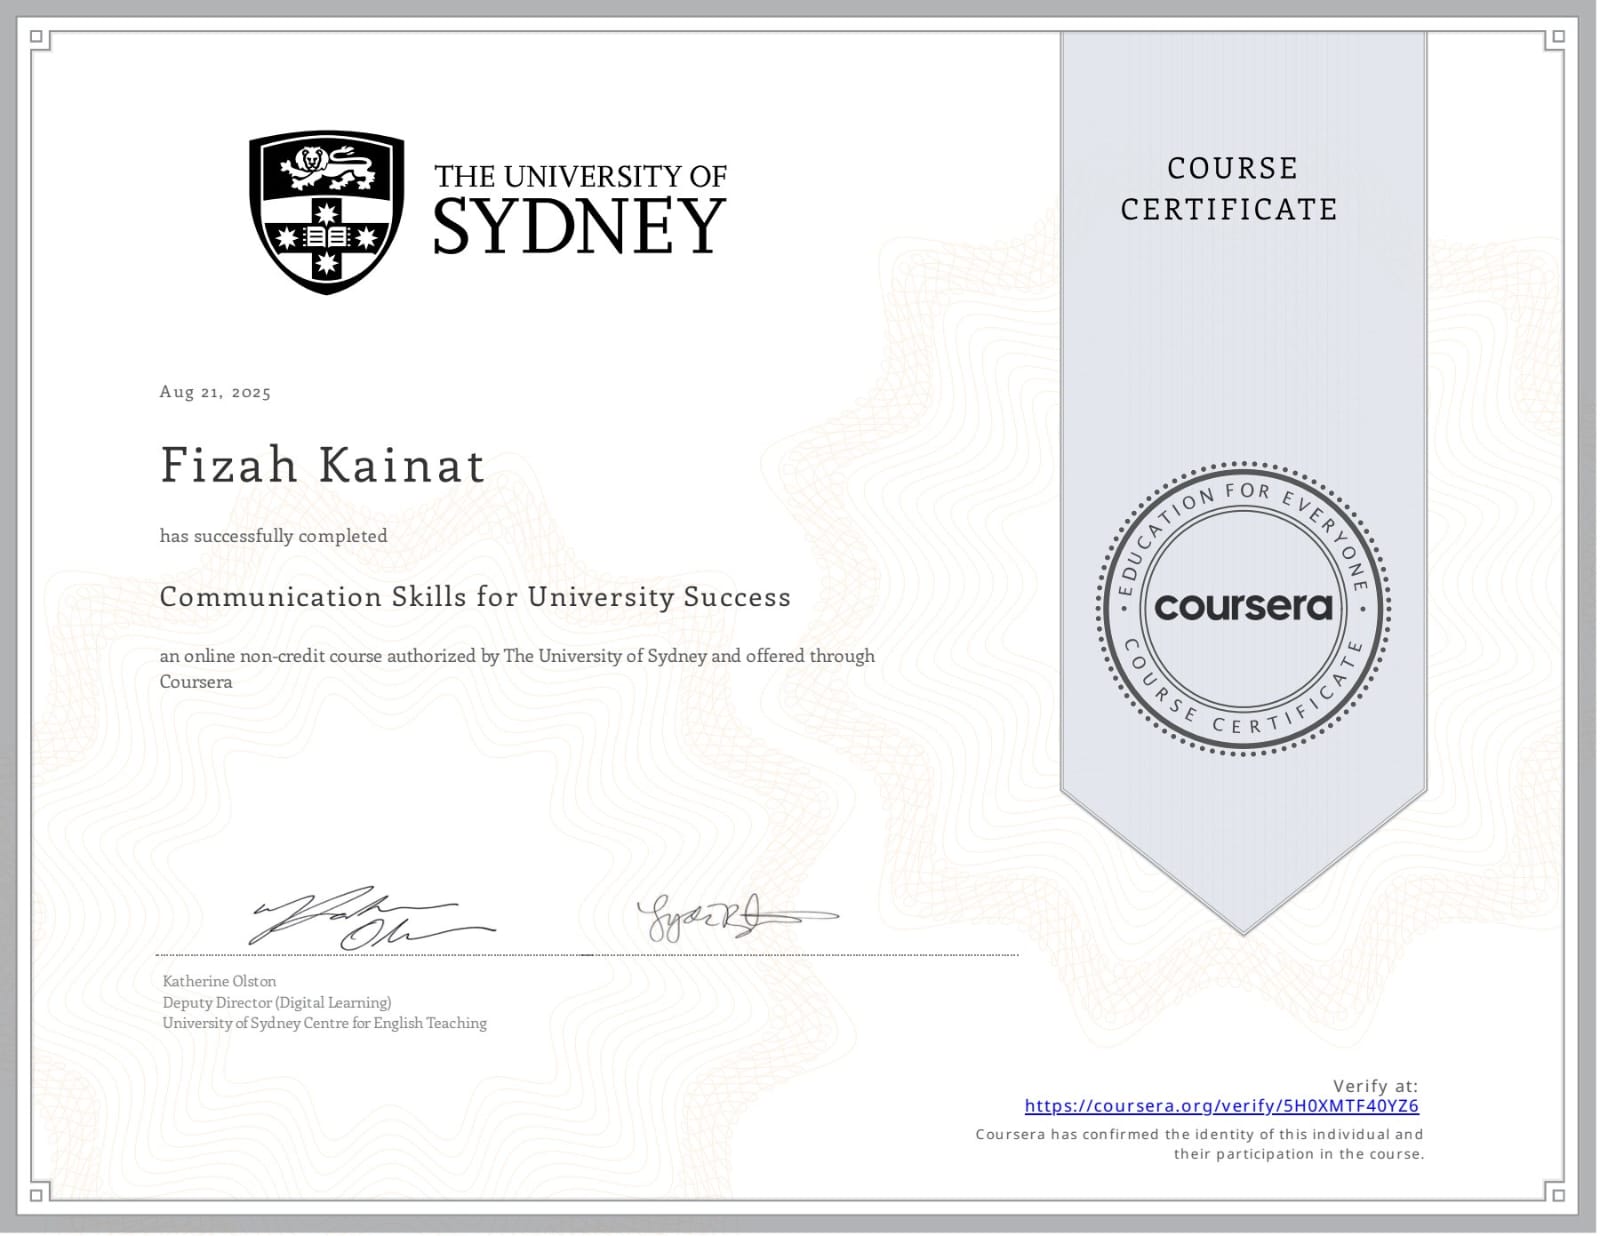 THE UNIVERSITY OF
SYDNEY
COURSE
CERTIFICATE
Aug 21, 2025
Fizah Kainat
has successfully completed
Communication Skills for University Success
an online non-credit course authorized by The University of Sydney and offered through
Coursera
EDUCATION FOR EVERYONE
coursera
COURSE CERTIFICATE
Katherine Olston
Deputy Director (Digital Learning)
University of Sydney Centre for English Teaching
Verify at:
https://coursera.org/verify/5H0XMTF40YZ6
Coursera has confirmed the identity of this individual and
their participation in the course.